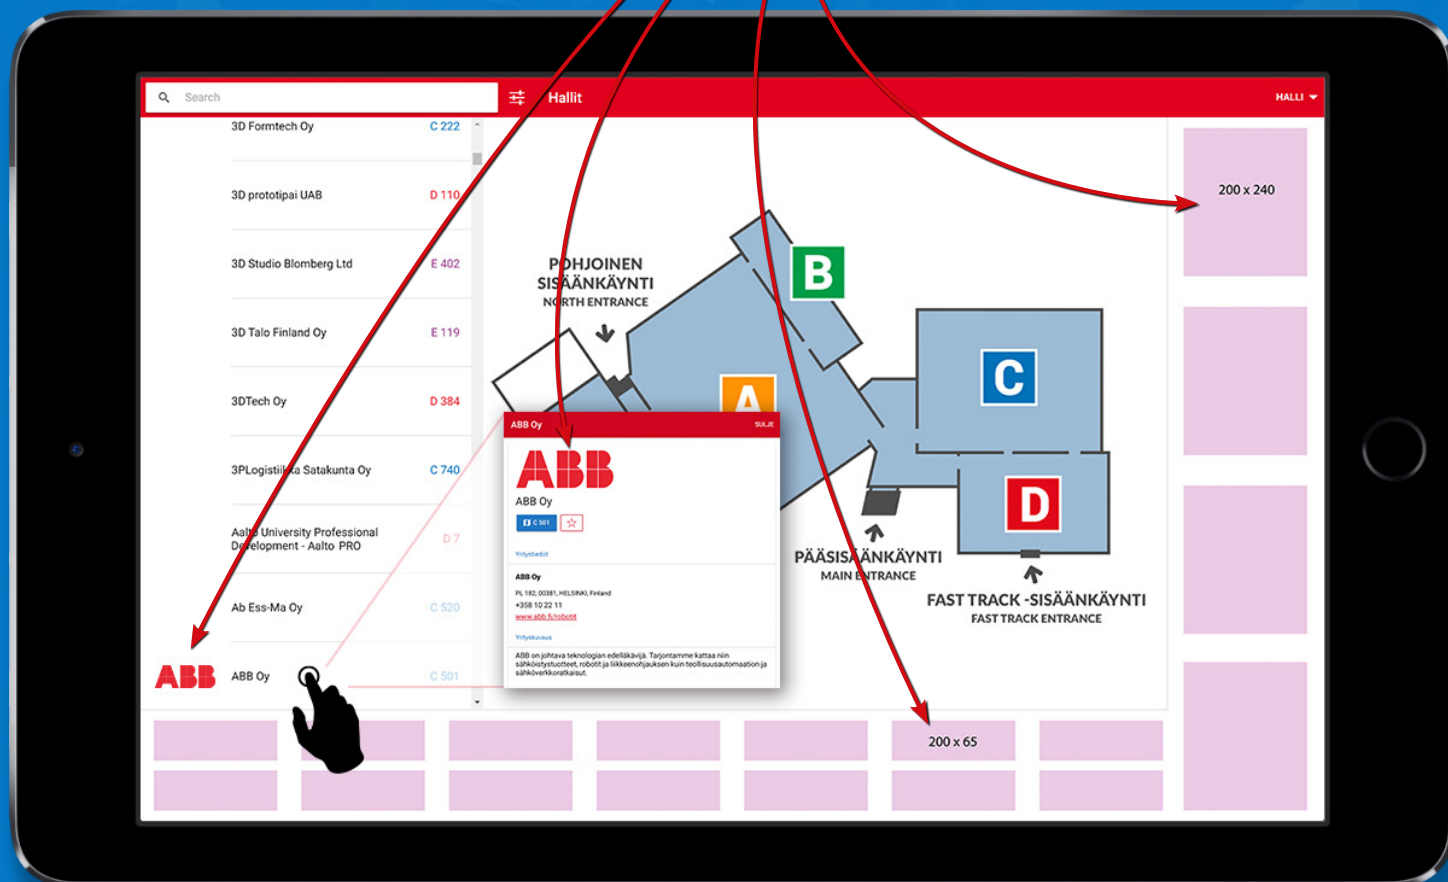 Search
Hallit
HALLI
3D Formtech Oy C 222
3D prototipai UAB D 110
3D Studio Blomberg Ltd E 402
3D Talo Finland Oy E 119
3DTech Oy D 384
3PLogistiikka Satakunta Oy C 740
Aalto University Professional
Development - Aalto PRO D 7
Ab Ess-Ma Oy C 520
ABB ABB Oy C 501
POHJOINEN
SISÄÄNKÄYNTI
NORTH ENTRANCE
B
A
C
D
PÄÄSISÄÄNKÄYNTI
MAIN ENTRANCE
FAST TRACK -SISÄÄNKÄYNTI
FAST TRACK ENTRANCE
ABB Oy SULJE
ABB
ABB Oy
C 501
Yritystiedot
ABB Oy
PL 182, 00381, HELSINKI, Finland
+358 10 22 11
www.abb.fi/robotit
Yrityskuvaus
ABB on johtava teknologian edelläkävijä. Tarjontamme kattaa niin
sähköistystuotteet, robotit ja liikkeenohjauksen kuin teollisuusautomaation ja
sähköverkkoratkaisut.
200 x 240
200 x 65